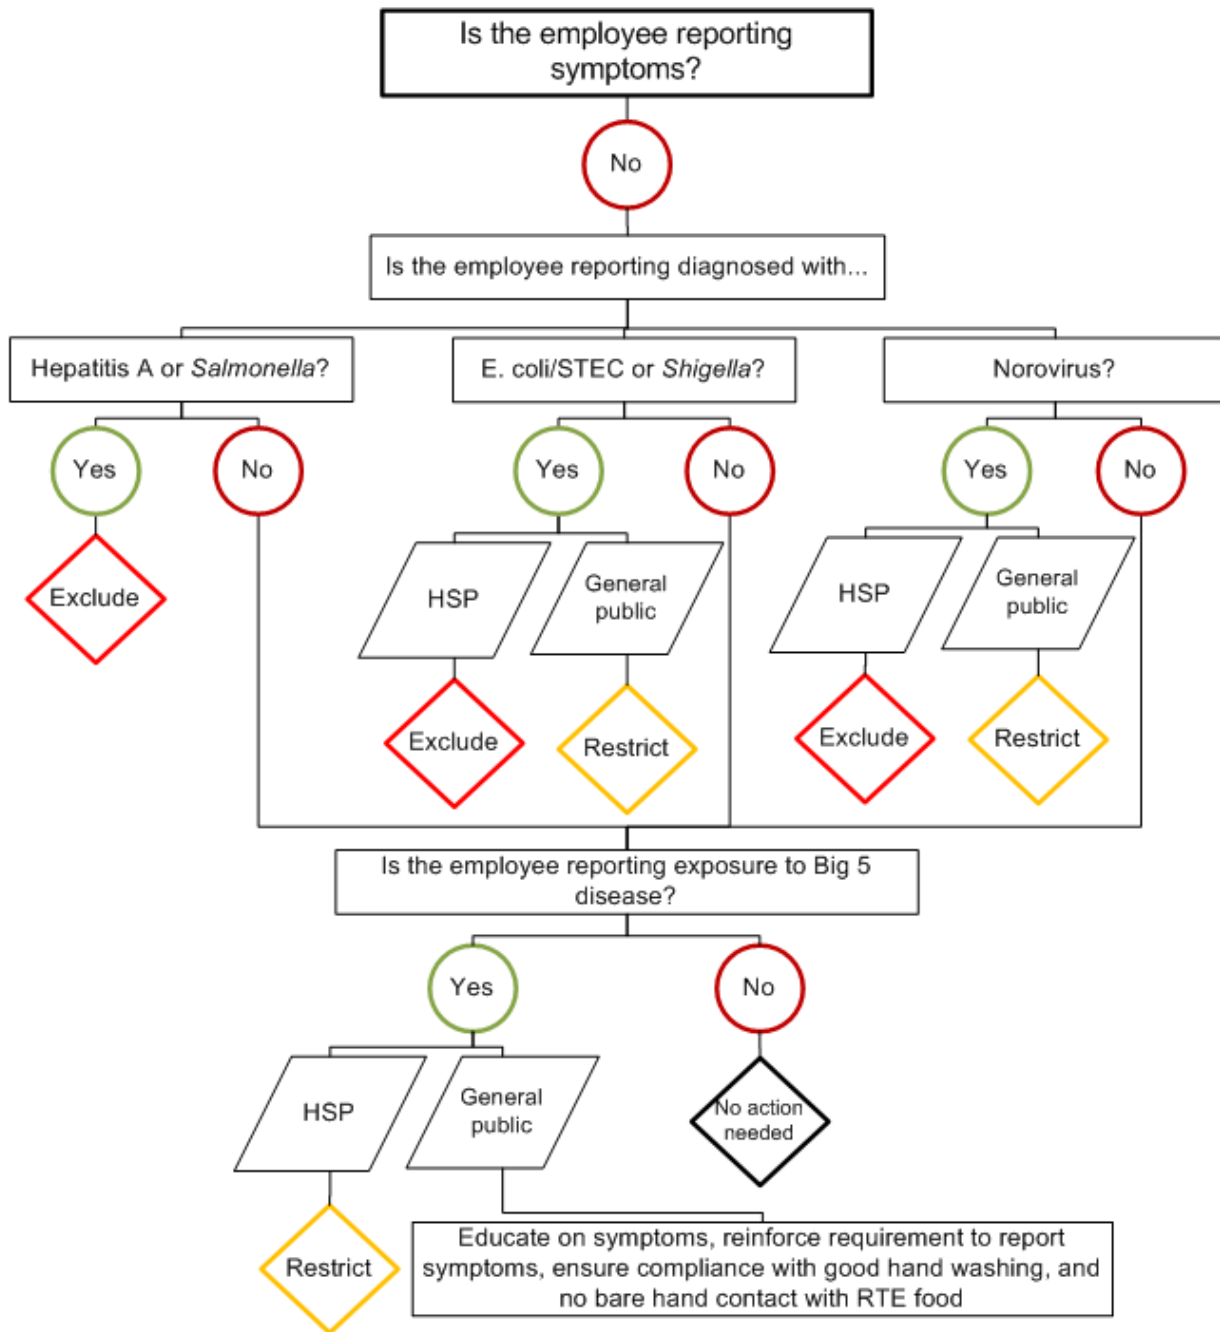 Is the employee reporting
symptoms?
No
Is the employee reporting diagnosed with...
Hepatitis A or Salmonella?
E. coli/STEC or Shigella?
Norovirus?
Yes
No
Yes
No
Yes
No
Exclude
HSP
General
public
HSP
General
public
Exclude
Restrict
Exclude
Restrict
Is the employee reporting exposure to Big 5
disease?
Yes
No
HSP
General
public
No action
needed
Restrict
Educate on symptoms, reinforce requirement to report
symptoms, ensure compliance with good hand washing, and
no bare hand contact with RTE food